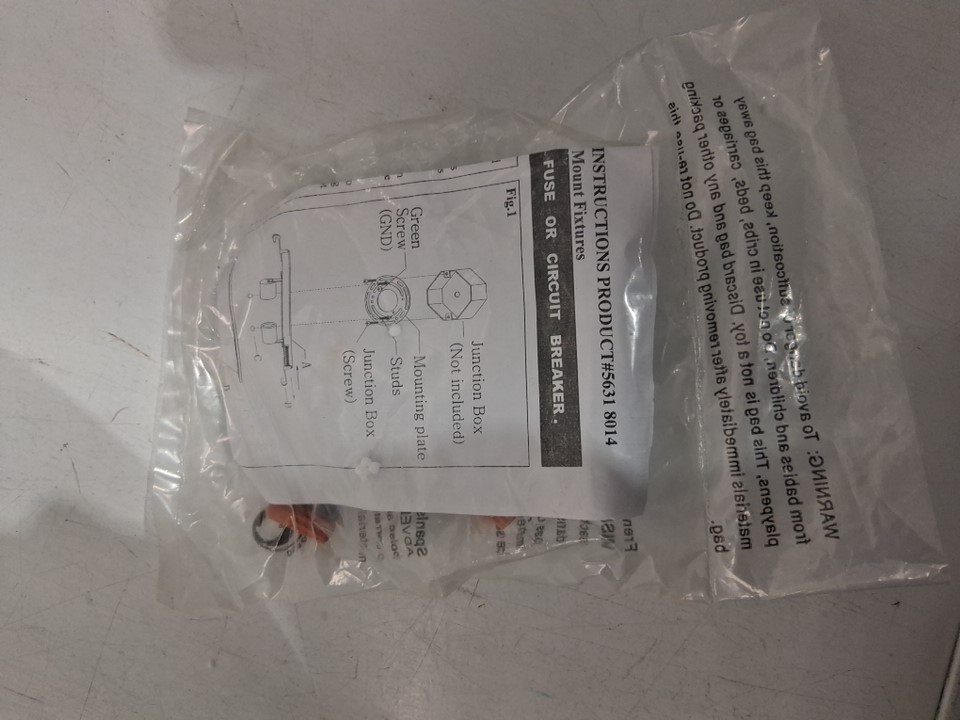 INSTRUCTIONS PRODUCT#5631 8014
Mount Fixtures
FUSE OR CIRCUIT BREAKER.
Fig.1
Junction Box
(Not included)
Green
Screw
(GND)
Mounting plate
Studs
Junction Box
(Screw)
A
B
C
D
WARNING: To avoid danger of suffocation, keep this bag away
from babies and children. Do not use in cribs, beds, carriages or
playpens. This bag is not a toy. Discard bag and any other packing
materials immediately after removing product. Do not re-use this
bag.